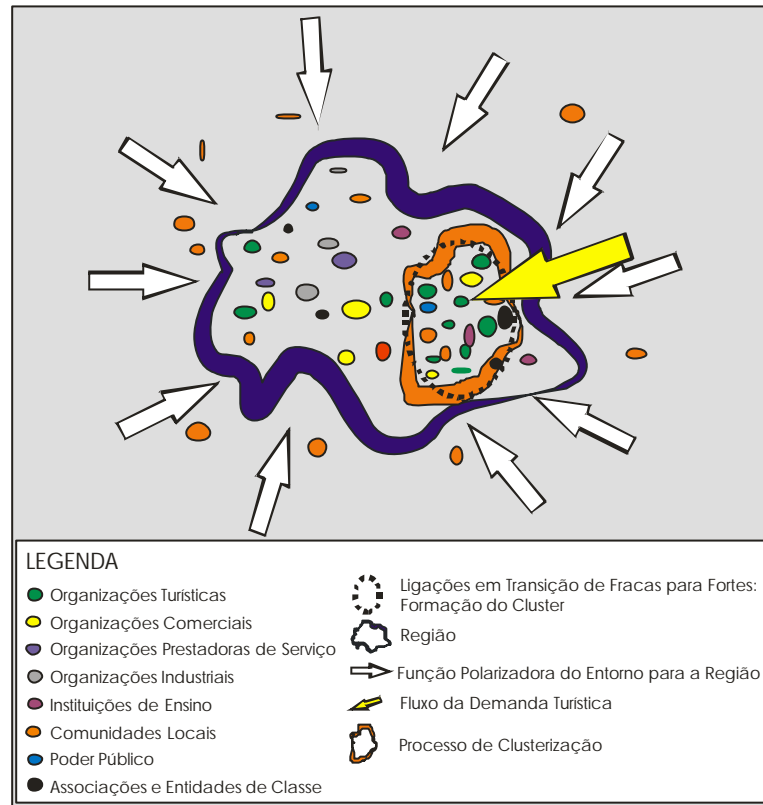 LEGENDA
Organizações Turísticas
Organizações Comerciais
Organizações Prestadoras de Serviço
Organizações Industriais
Instituições de Ensino
Comunidades Locais
Poder Público
Associações e Entidades de Classe
Ligações em Transição de Fracas para Fortes:
Formação do Cluster
Região
Função Polarizadora do Entorno para a Região
Fluxo da Demanda Turística
Processo de Clusterização